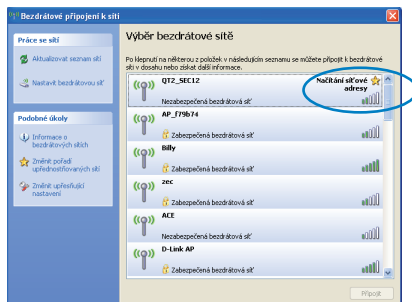 Bezdrátové připojení k síti
Práce se sítí
Aktualizovat seznam sítí
Nastavit bezdrátovou síť
Podobné úkoly
Informace o
bezdrátových sítích
Změnit pořadí
upřednostňovaných sítí
Změnit upřesňující
nastavení
Výběr bezdrátové sítě
Po klepnutí na některou z položek v následujícím seznamu se můžete připojit k bezdrátové
síti v dosahu nebo získat další informace.
QT2_SEC12
Načítání síťové
adresy
Nezabezpečená bezdrátová síť
AP_f79b74
Zabezpečená bezdrátová síť
Billy
Zabezpečená bezdrátová síť
zec
Zabezpečená bezdrátová síť
ACE
Nezabezpečená bezdrátová síť
D-Link AP
Zabezpečená bezdrátová síť
Připojit